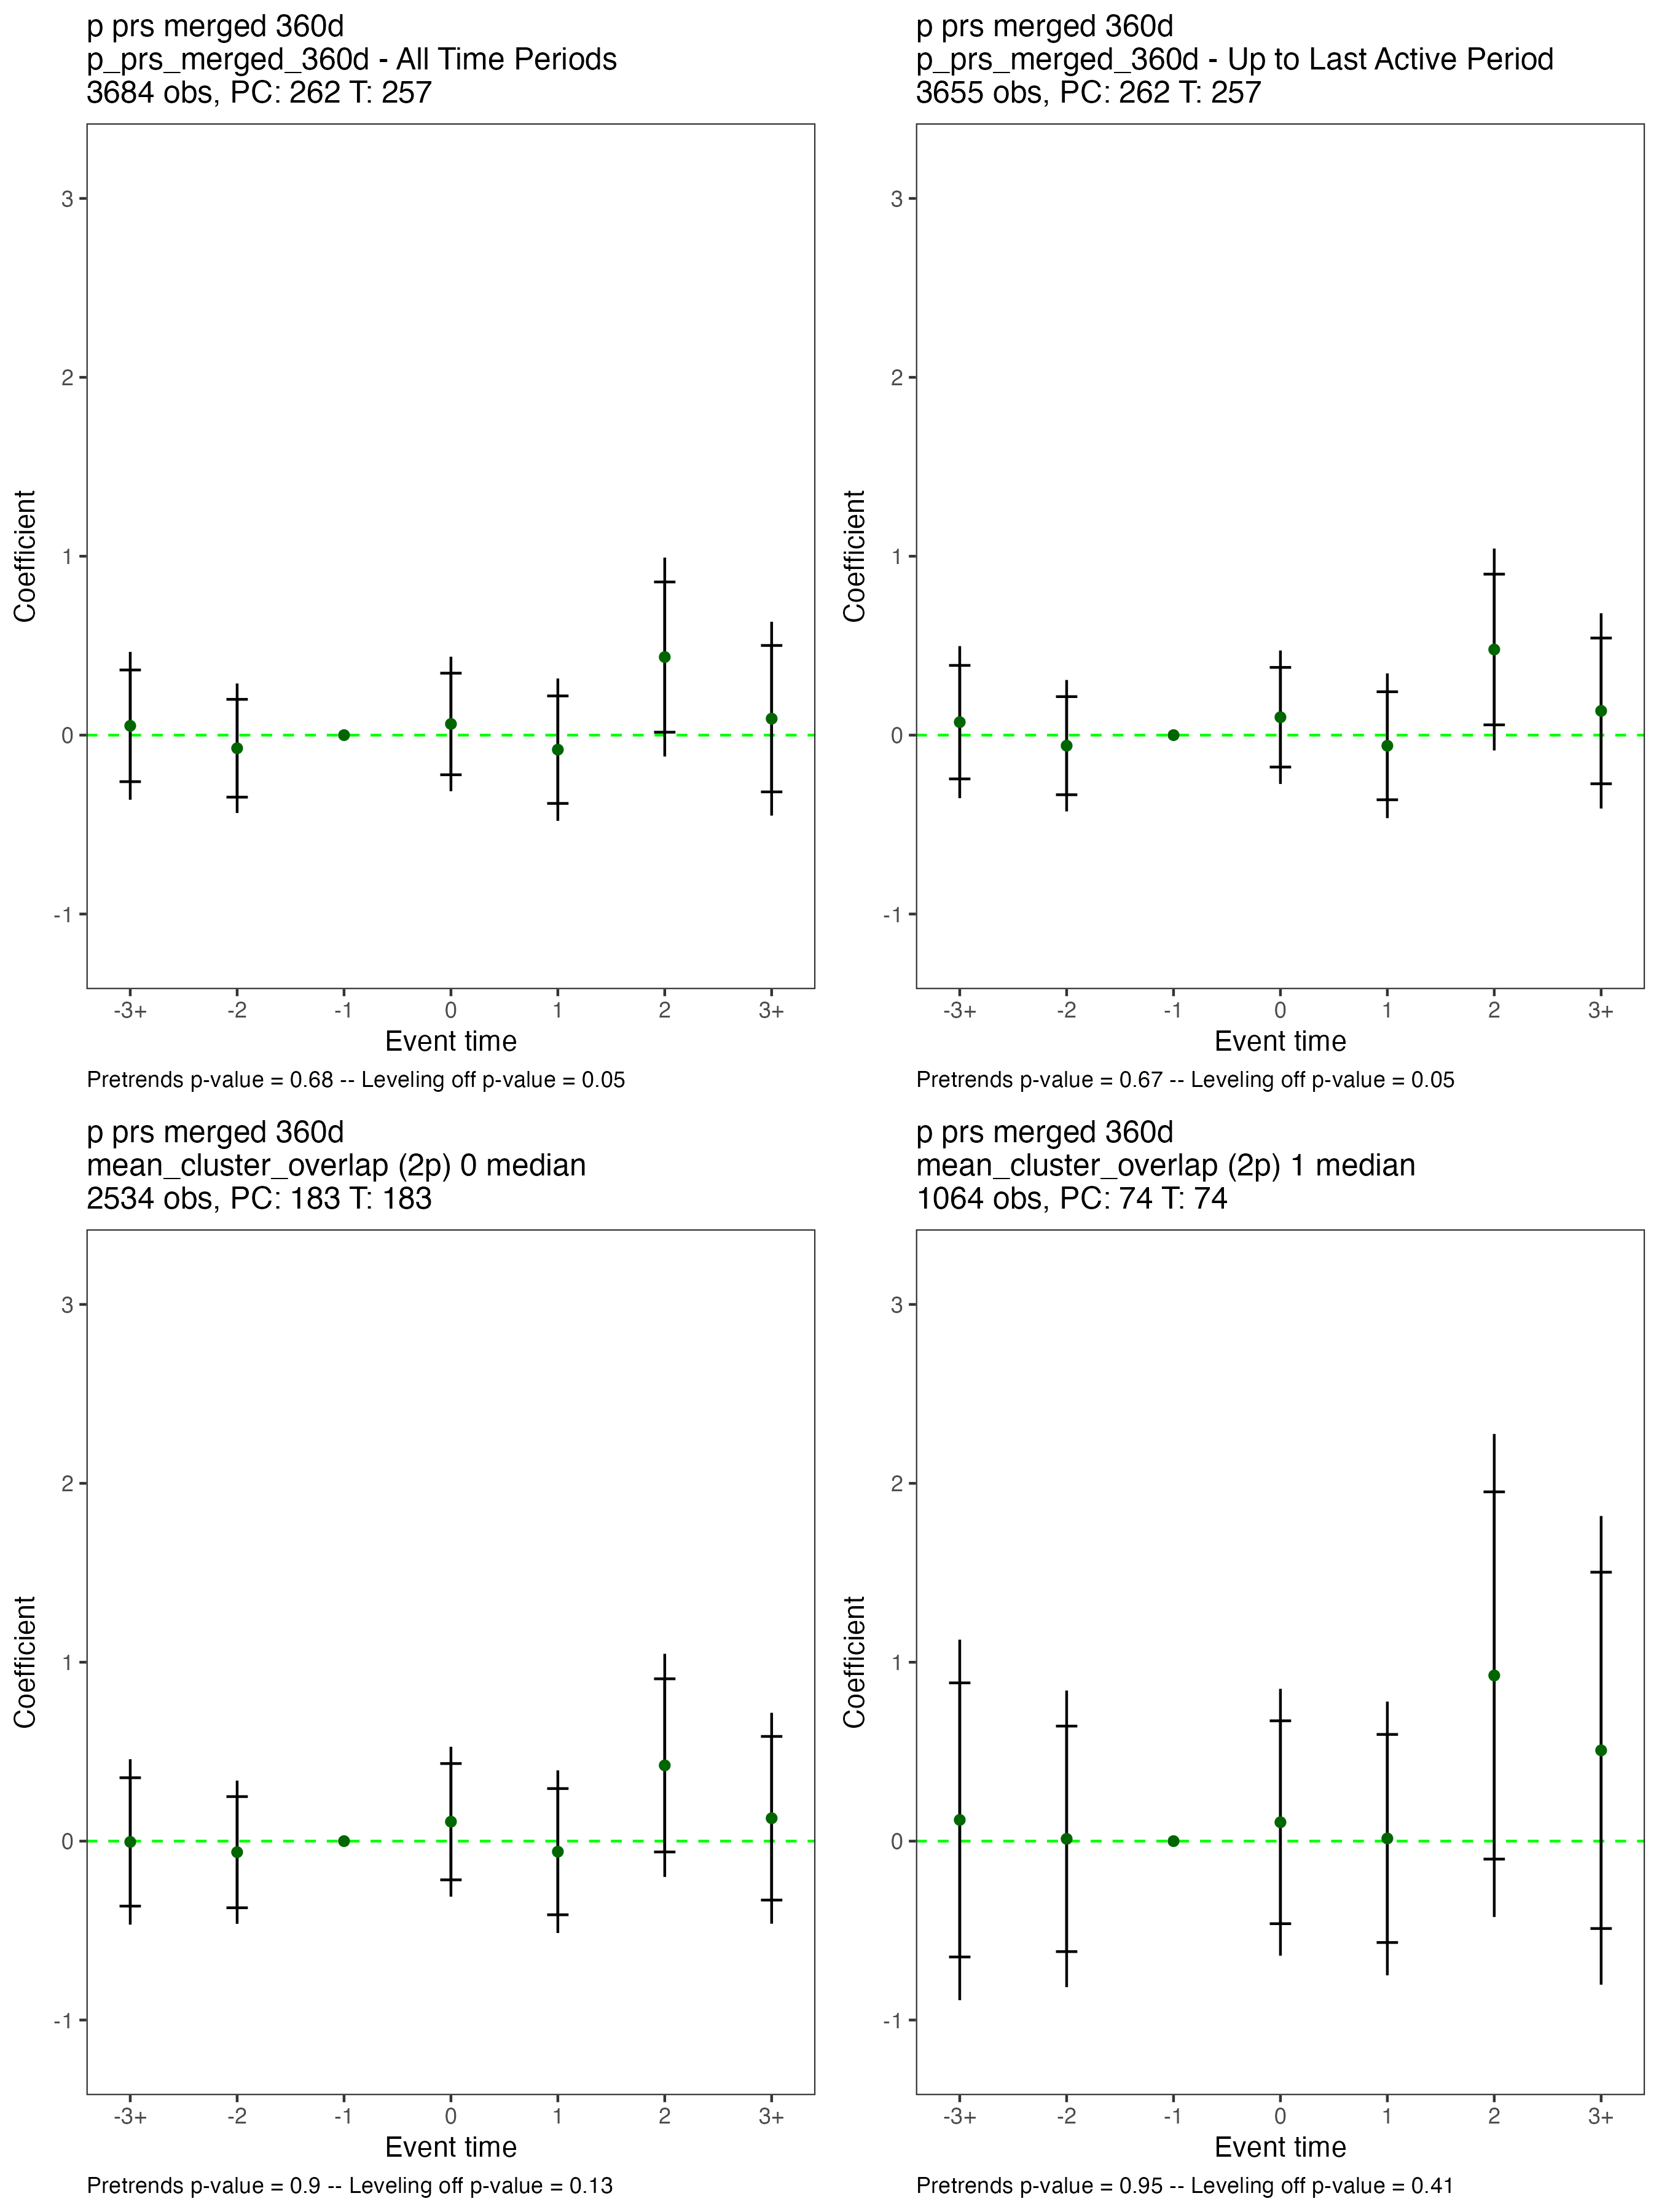 p prs merged 360d
p_prs_merged_360d - All Time Periods
3684 obs, PC: 262 T: 257
3
2
1
0
-1
Coefficient
-3+ -2 -1 0 1 2 3+
Event time
Pretrends p-value = 0.68 -- Leveling off p-value = 0.05
p prs merged 360d
p_prs_merged_360d - Up to Last Active Period
3655 obs, PC: 262 T: 257
3
2
1
0
-1
Coefficient
-3+ -2 -1 0 1 2 3+
Event time
Pretrends p-value = 0.67 -- Leveling off p-value = 0.05
p prs merged 360d
mean_cluster_overlap (2p) 0 median
2534 obs, PC: 183 T: 183
3
2
1
0
-1
Coefficient
-3+ -2 -1 0 1 2 3+
Event time
Pretrends p-value = 0.9 -- Leveling off p-value = 0.13
p prs merged 360d
mean_cluster_overlap (2p) 1 median
1064 obs, PC: 74 T: 74
3
2
1
0
-1
Coefficient
-3+ -2 -1 0 1 2 3+
Event time
Pretrends p-value = 0.95 -- Leveling off p-value = 0.41